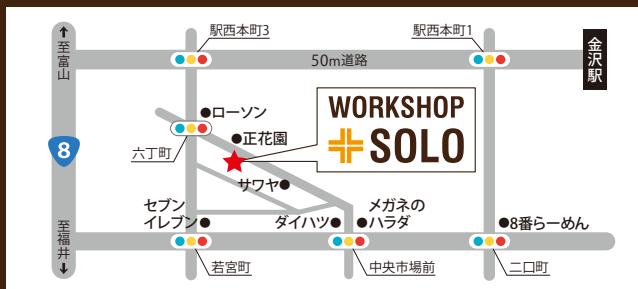 ↑至富山
8
至福井↓
駅西本町3
駅西本町1
50m道路
金沢駅
●ローソン
●正花園
六丁町
WORKSHOP
SOLO
サワヤ●
セブン
イレブン●
ダイハツ●
メガネの
●ハラダ
●8番らーめん
若宮町
中央市場前
二口町